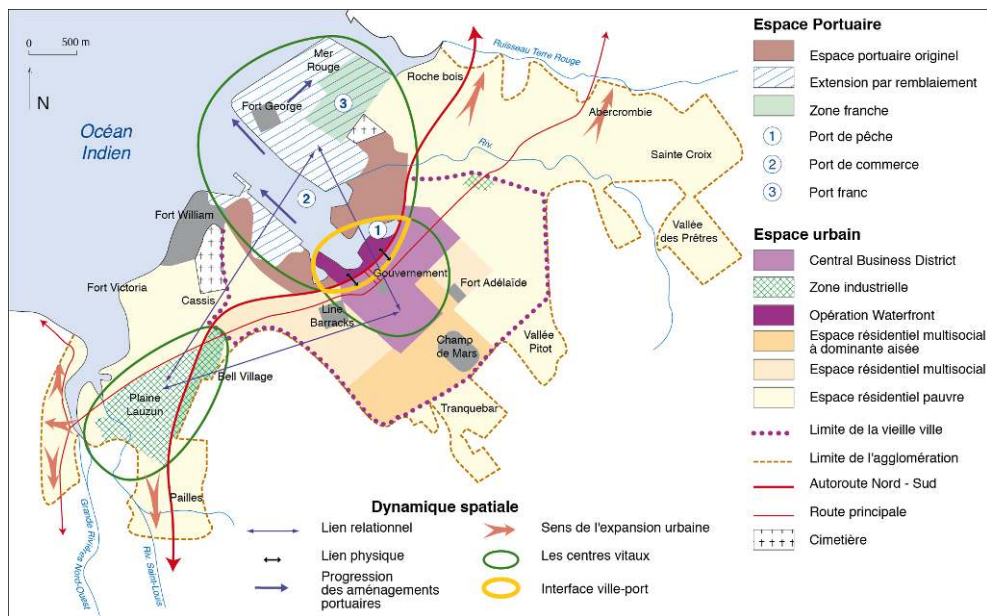 0 500 m
N
Océan
Indien
Mer
Rouge
Fort George
3
Roche bois
Ruisseau Terre Rouge
Abercrombie
Sainte Croix
Riv.
Vallée
des Prêtres
2
1
Fort William
Gouvernement
Fort Adélaïde
Fort Victoria
Cassis
Line
Barracks
Champ
de Mars
Vallée
Pitot
Bell Village
Plaine
Lauzun
Tranquebar
Pailles
Grande Rivières
Nord-Ouest
Riv. Saint-Louis
Dynamique spatiale
Lien relationnel
Lien physique
Progression
des aménagements
portuaires
Sens de l'expansion urbaine
Les centres vitaux
Interface ville-port
Espace Portuaire
Espace portuaire originel
Extension par remblaiement
Zone franche
1 Port de pêche
2 Port de commerce
3 Port franc
Espace urbain
Central Business District
Zone industrielle
Opération Waterfront
Espace résidentiel multisocial
à dominante aisée
Espace résidentiel multisocial
Espace résidentiel pauvre
Limite de la vieille ville
Limite de l'agglomération
Autoroute Nord - Sud
Route principale
Cimetière